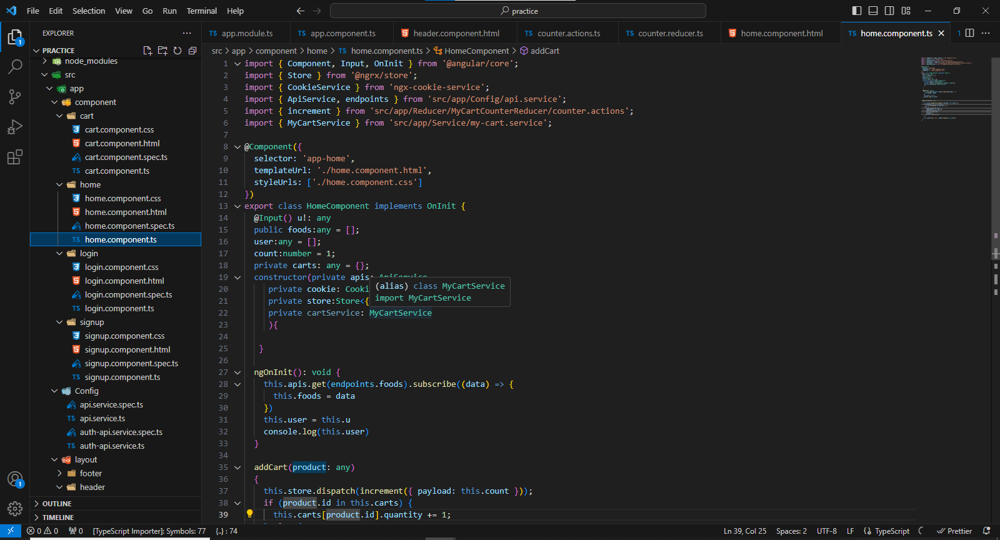 File Edit Selection View Go Run Terminal Help
practice
EXPLORER
TS app.module.ts
TS app.component.ts
header.component.html
TS counter.actions.ts
TS counter.reducer.ts
home.component.html
TS home.component.ts
PRACTICE
node_modules
src
app
component
cart
cart.component.css
cart.component.html
cart.component.spec.ts
TS cart.component.ts
home
home.component.css
home.component.html
home.component.spec.ts
TS home.component.ts
login
login.component.css
login.component.html
login.component.spec.ts
TS login.component.ts
signup
signup.component.css
signup.component.html
signup.component.spec.ts
TS signup.component.ts
Config
api.service.spec.ts
TS api.service.ts
auth-api.service.spec.ts
TS auth-api.service.ts
layout
footer
header
OUTLINE
TIMELINE
1
1
src > app > component > home > TS home.component.ts > HomeComponent > addCart
1 import { Component, Input, OnInit } from '@angular/core';
2 import { Store } from '@ngrx/store';
3 import { CookieService } from 'ngx-cookie-service';
4 import { ApiService, endpoints } from 'src/app/Config/api.service';
5 import { increment } from 'src/app/Reducer/MyCartCounterReducer/counter.actions';
6 import { MyCartService } from 'src/app/Service/my-cart.service';
7
8 @Component({
9 selector: 'app-home',
10 templateUrl: './home.component.html',
11 styleUrls: ['./home.component.css']
12 })
13 export class HomeComponent implements OnInit {
14 @Input() u!: any
15 public foods:any = [];
16 user:any = [];
17 count:number = 1;
18 private carts: any = {};
19 constructor(private apis: ApiService
20 private cookie: Cooki
21 private store:Store<{
22 private cartService: MyCartService
23 ){
24
25 }
26
27 ngOnInit(): void {
28 this.apis.get(endpoints.foods).subscribe((data) => {
29 this.foods = data
30 })
31 this.user = this.u
32 console.log(this.user)
33 }
34
35 addCart(product: any)
36 {
37 this.store.dispatch(increment({ payload: this.count }));
38 if (product.id in this.carts) {
39 this.carts[product.id].quantity += 1;
(alias) class MyCartService
import MyCartService
0 0 0 [TypeScript Importer]: Symbols: 77 {..} : 74
Ln 39, Col 25 Spaces: 2 UTF-8 LF {} TypeScript Prettier